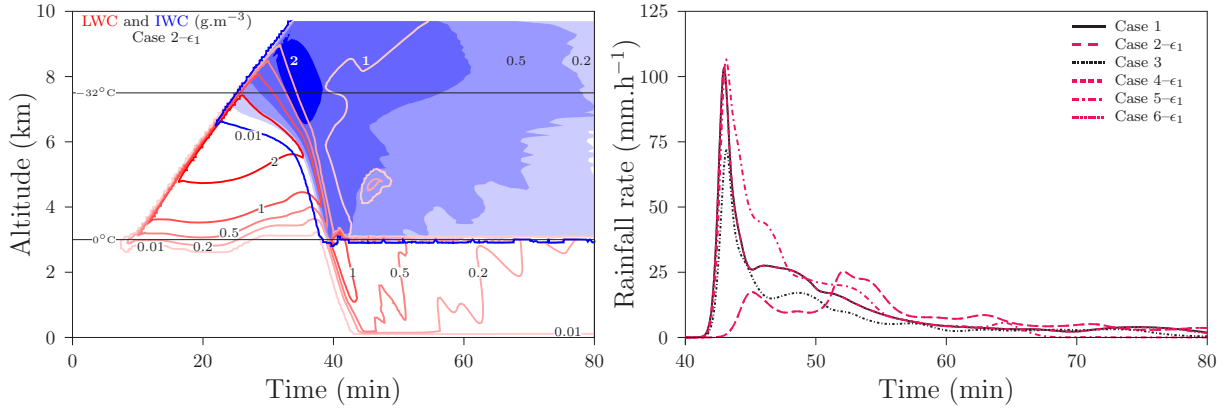 LWC and IWC (g.m⁻³)
Case 2–ϵ₁
Altitude (km)
0
2
4
6
8
−32°C
0°C
0.01
0.2
0.5
1
2
0.01
2
1
0.5
0.2
1
0.5
0.2
0.01
0
20
40
60
80
Time (min)
Rainfall rate (mm.h⁻¹)
0
25
50
75
100
125
Case 1
Case 2–ϵ₁
Case 3
Case 4–ϵ₁
Case 5–ϵ₁
Case 6–ϵ₁
40
50
60
70
80
Time (min)